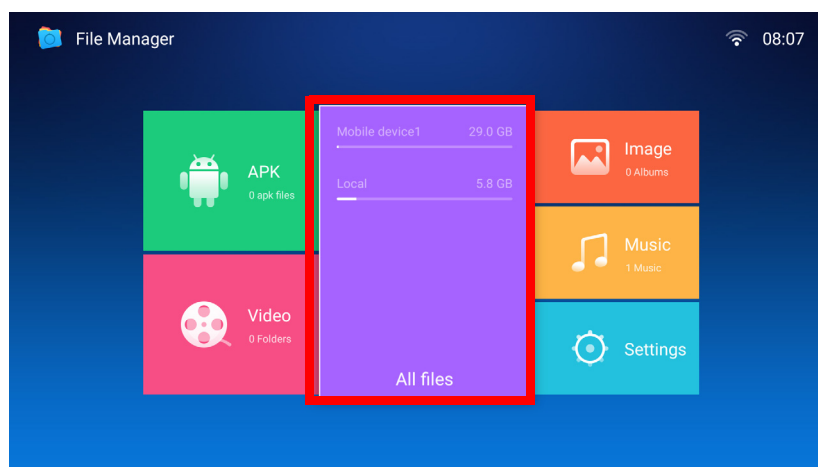 File Manager
08:07
APK
0 apk files
Video
0 Folders
Mobile device1 29.0 GB
Local 5.8 GB
All files
Image
0 Albums
Music
1 Music
Settings